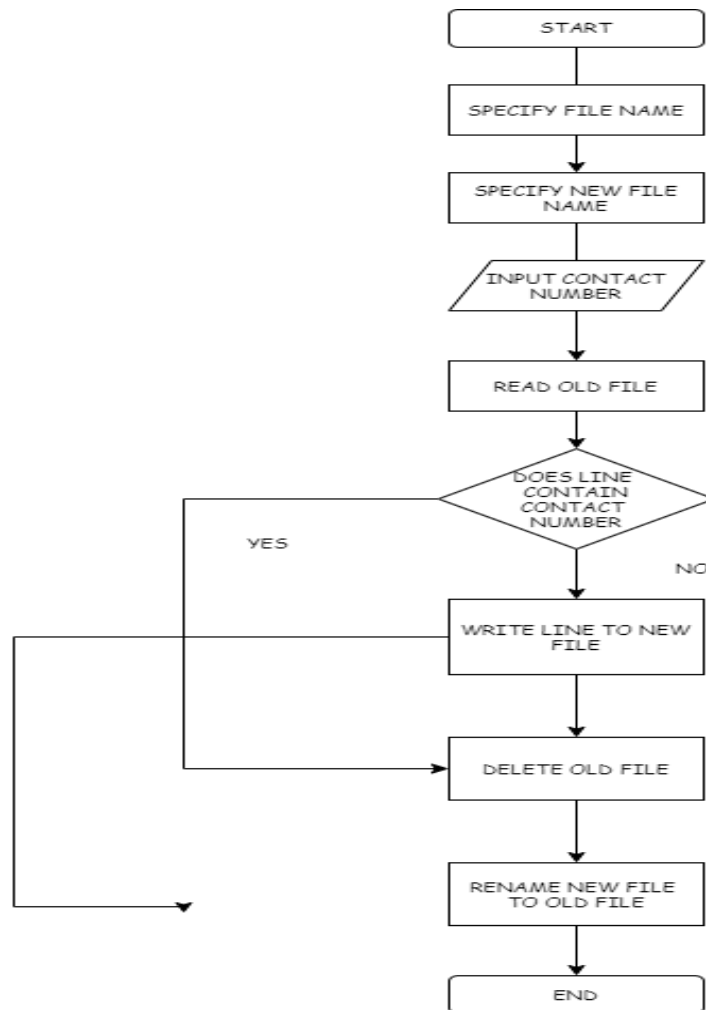 START
SPECIFY FILE NAME
SPECIFY NEW FILE
NAME
INPUT CONTACT
NUMBER
READ OLD FILE
DOES LINE
CONTAIN
CONTACT
NUMBER
YES
NO
WRITE LINE TO NEW
FILE
DELETE OLD FILE
RENAME NEW FILE
TO OLD FILE
END